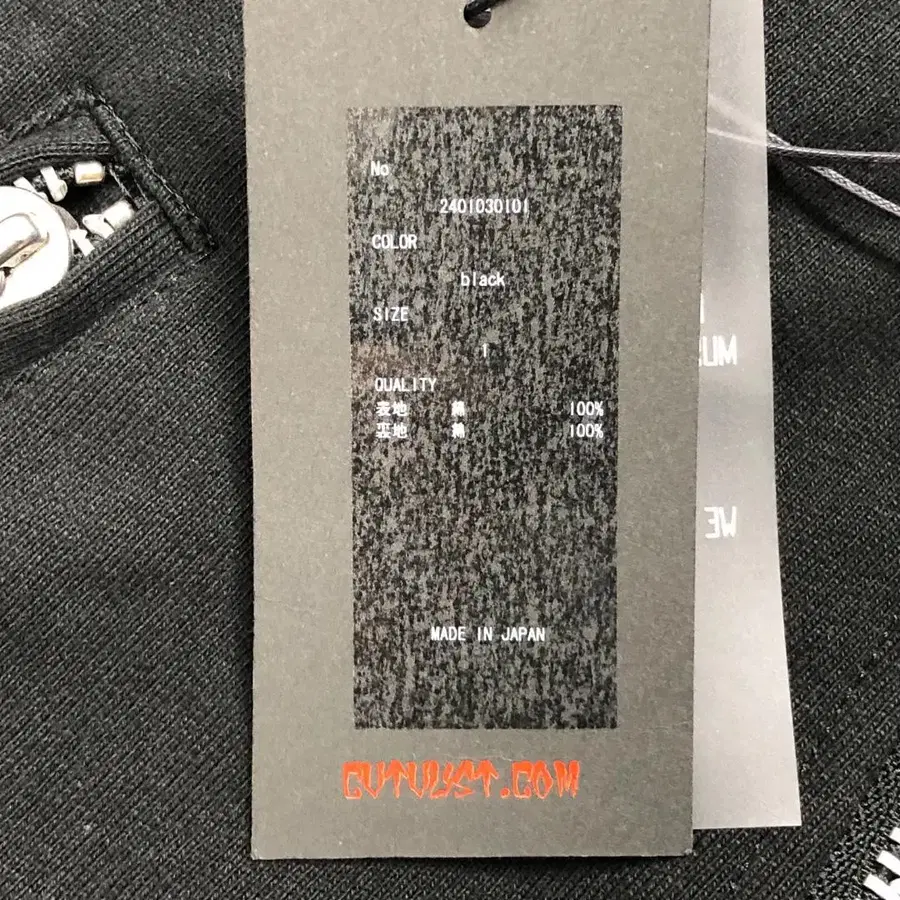 No
2401030101
COLOR
black
SIZE
1
QUALITY
表地 綿 100%
裏地 綿 100%
MADE IN JAPAN
CVTVLYST.COM